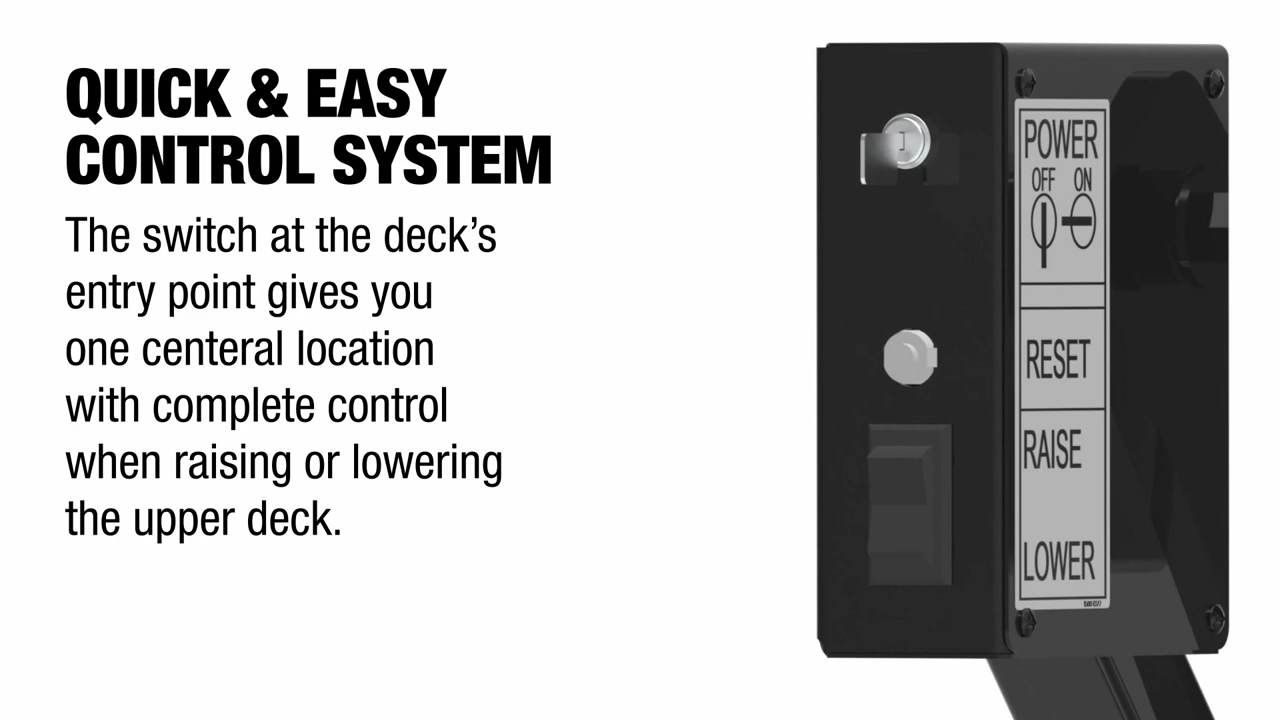 QUICK & EASY
CONTROL SYSTEM
The switch at the deck’s
entry point gives you
one centeral location
with complete control
when raising or lowering
the upper deck.
POWER
OFF ON
RESET
RAISE
LOWER